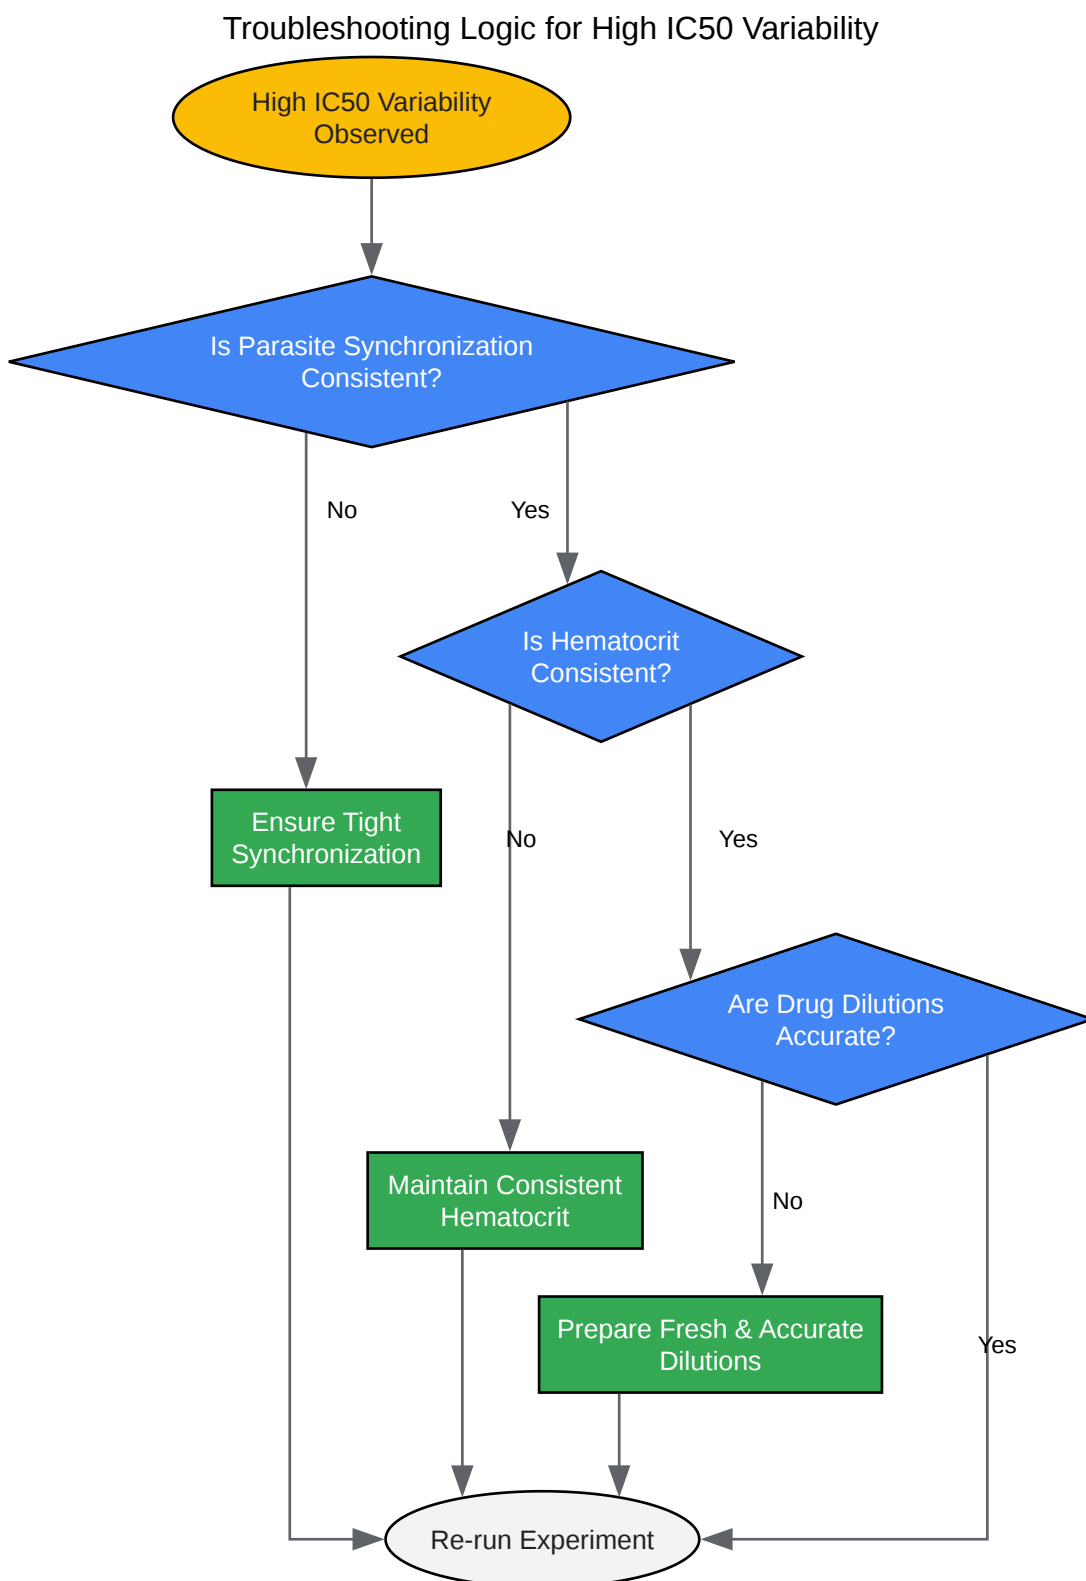 Troubleshooting Logic for High IC50 Variability
High IC50 Variability
Observed
Is Parasite Synchronization
Consistent?
No
Yes
Is Hematocrit
Consistent?
Ensure Tight
Synchronization
No
Yes
Are Drug Dilutions
Accurate?
Maintain Consistent
Hematocrit
No
Prepare Fresh & Accurate
Dilutions
Yes
Re-run Experiment